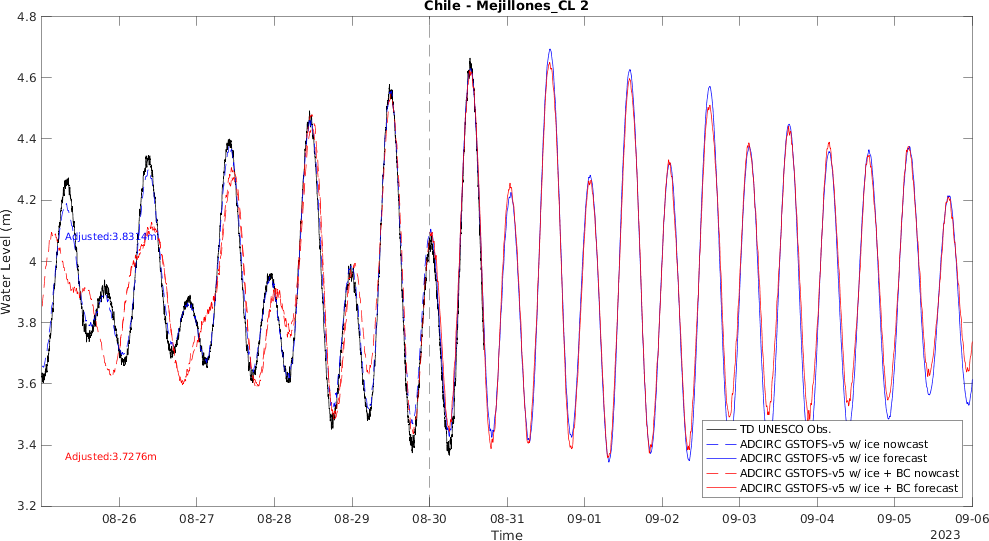 Chile - Mejillones_CL 2
4.8
4.6
4.4
4.2
4
3.8
3.6
3.4
3.2
Water Level (m)
Adjusted:3.8314m
Adjusted:3.7276m
TD UNESCO Obs.
ADCIRC GSTOFS-v5 w/ ice nowcast
ADCIRC GSTOFS-v5 w/ ice forecast
ADCIRC GSTOFS-v5 w/ ice + BC nowcast
ADCIRC GSTOFS-v5 w/ ice + BC forecast
08-26 08-27 08-28 08-29 08-30 08-31 09-01 09-02 09-03 09-04 09-05 09-06
Time
2023